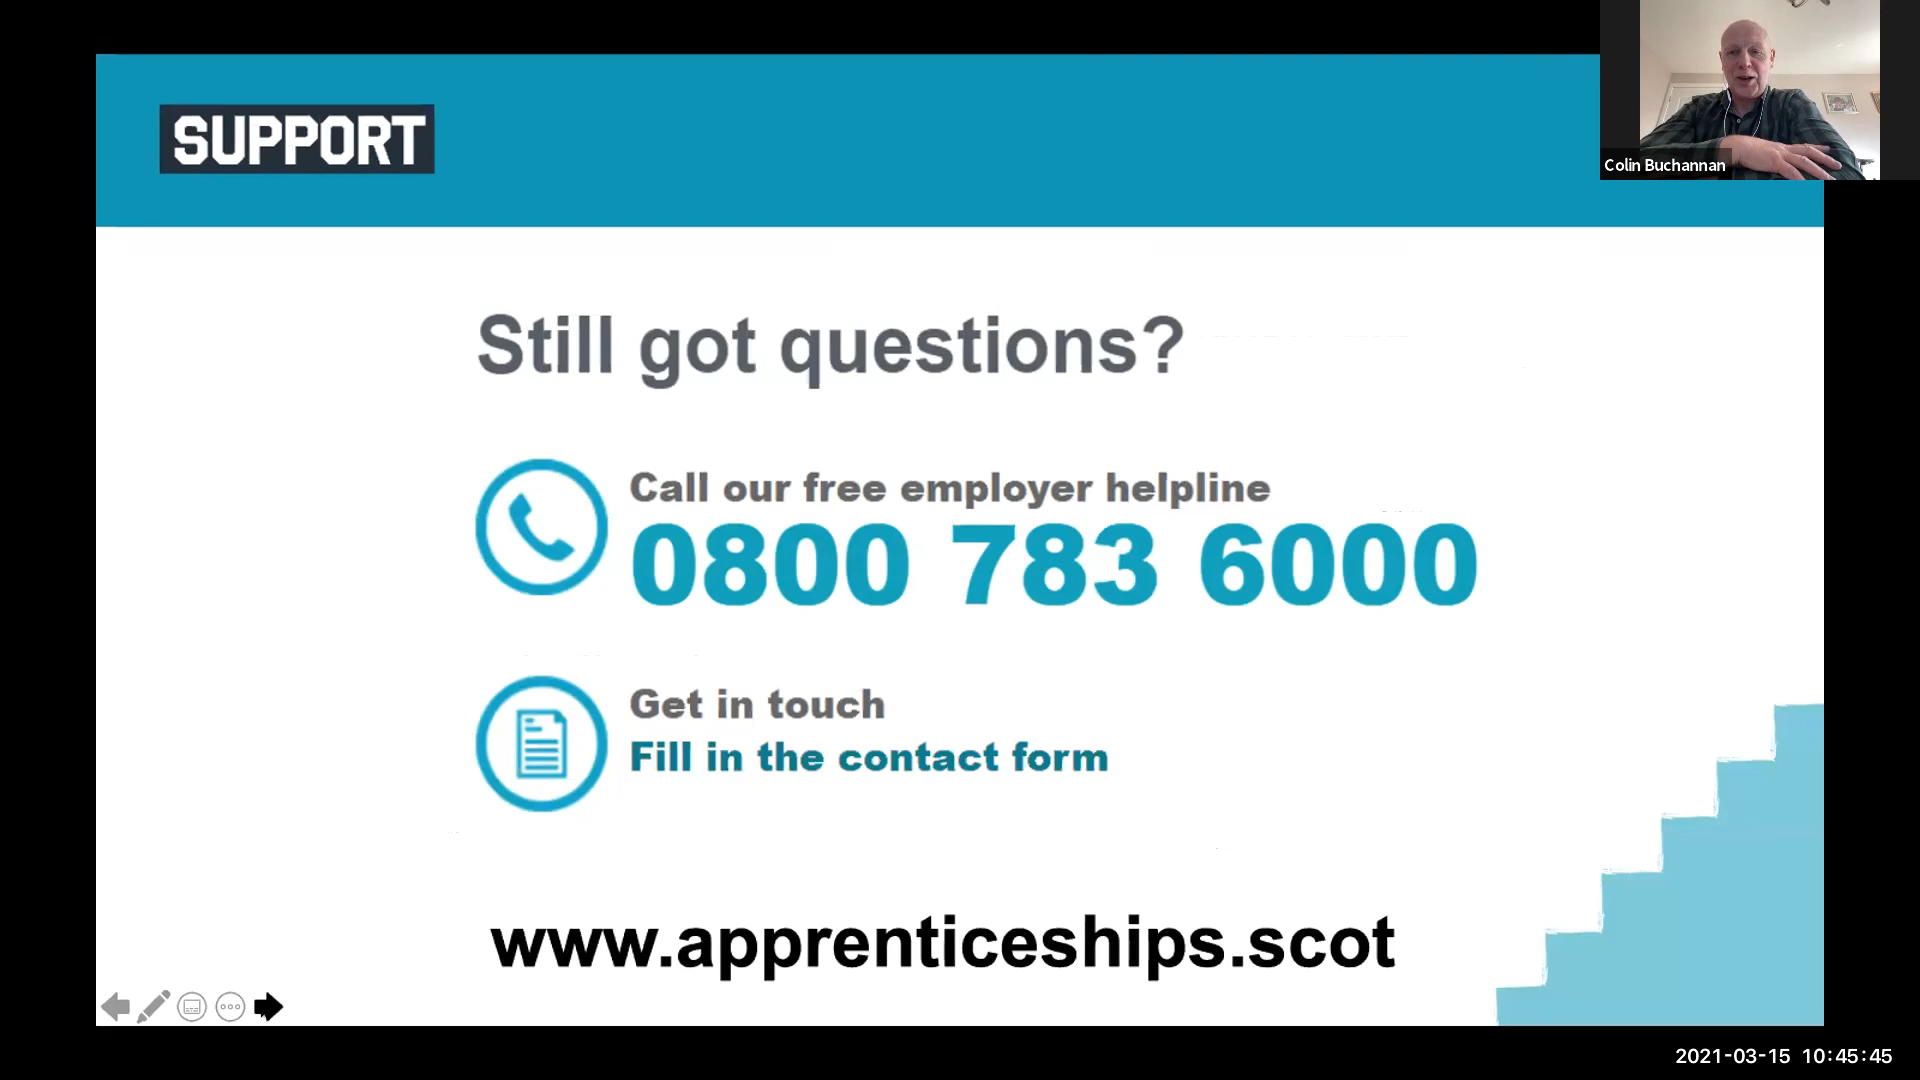 SUPPORT
Colin Buchannan
Still got questions?
Call our free employer helpline
0800 783 6000
Get in touch
Fill in the contact form
www.apprenticeships.scot
2021-03-15 10:45:45